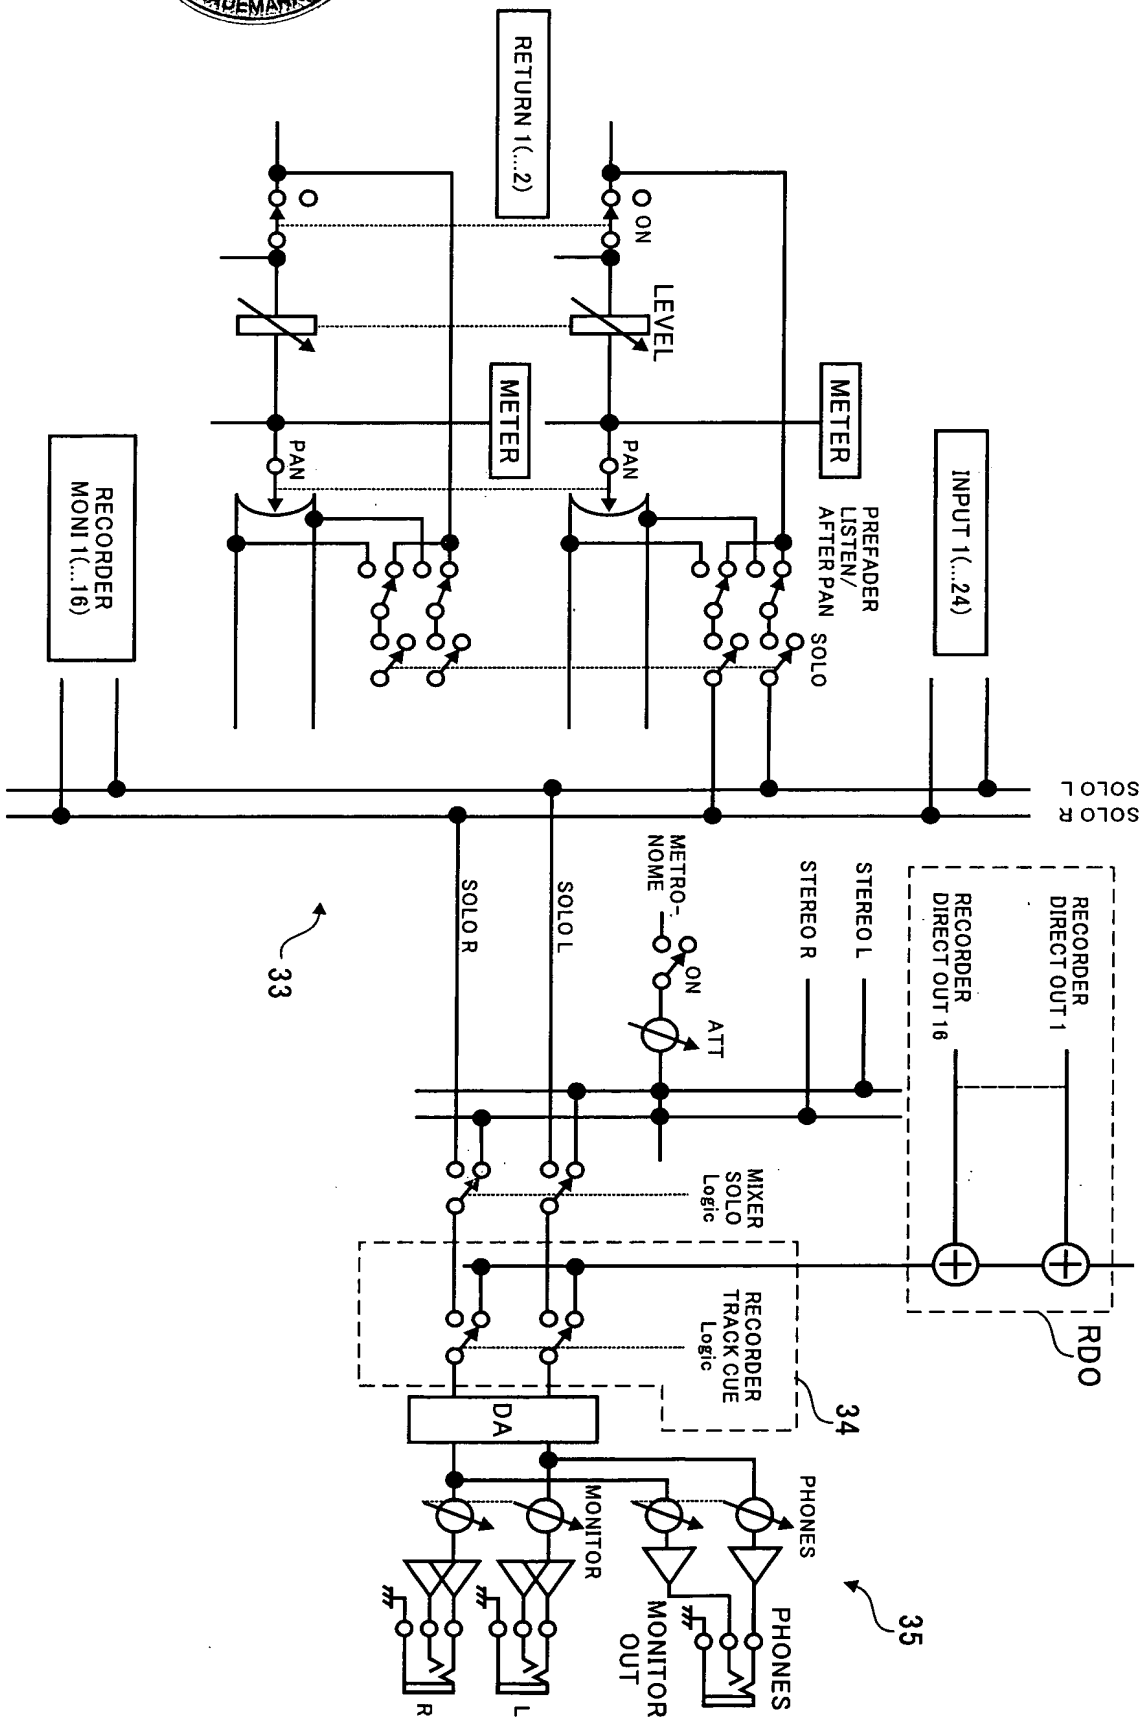 RETURN 1(...2)
ON
LEVEL
METER
METER
PAN
PAN
PREFADER
LISTEN/
AFTER PAN
SOLO
INPUT 1(...24)
RECORDER
MONI 1(...16)
SOLO L
SOLO R
SOLO L
SOLO R
33
METRO-
NOME
ON
ATT
STEREO L
STEREO R
RECORDER
DIRECT OUT 1
RECORDER
DIRECT OUT 16
RDO
MIXER
SOLO
Logic
RECORDER
TRACK CUE
Logic
34
DA
PHONES
MONITOR
35
PHONES
MONITOR
OUT
L
R